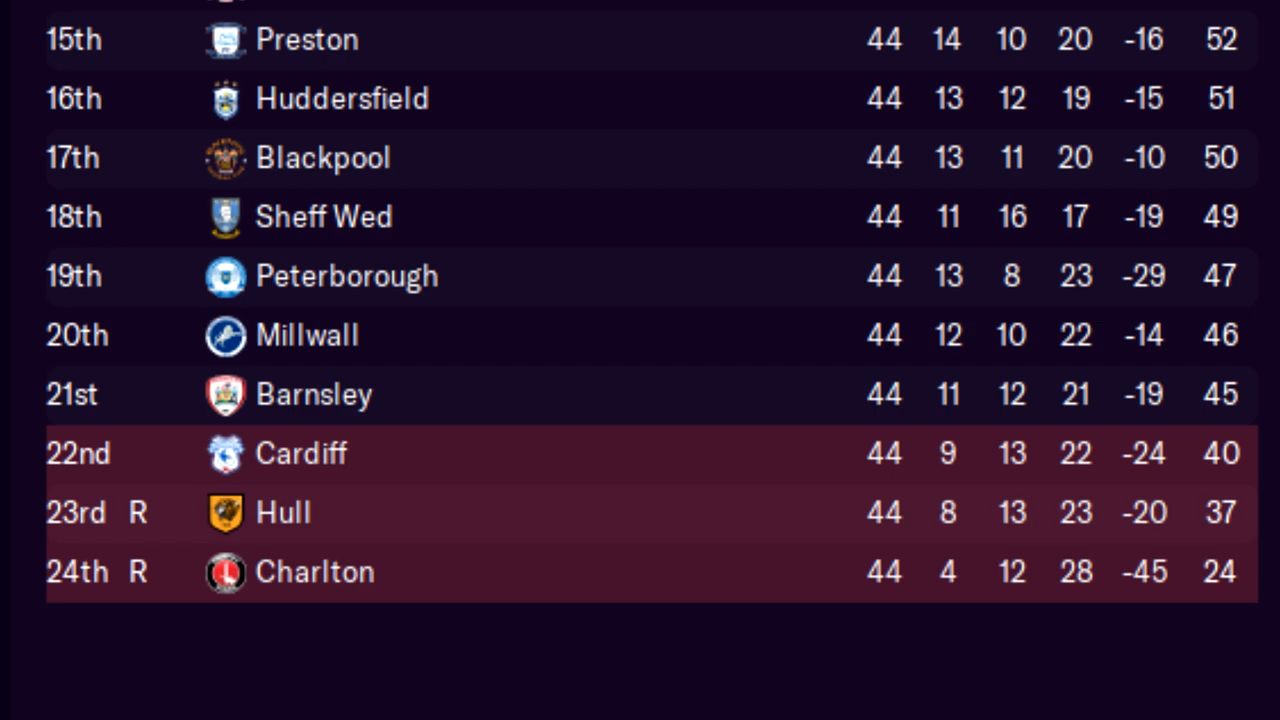 15th Preston 44 14 10 20 -16 52
16th Huddersfield 44 13 12 19 -15 51
17th Blackpool 44 13 11 20 -10 50
18th Sheff Wed 44 11 16 17 -19 49
19th Peterborough 44 13 8 23 -29 47
20th Millwall 44 12 10 22 -14 46
21st Barnsley 44 11 12 21 -19 45
22nd Cardiff 44 9 13 22 -24 40
23rd R Hull 44 8 13 23 -20 37
24th R Charlton 44 4 12 28 -45 24